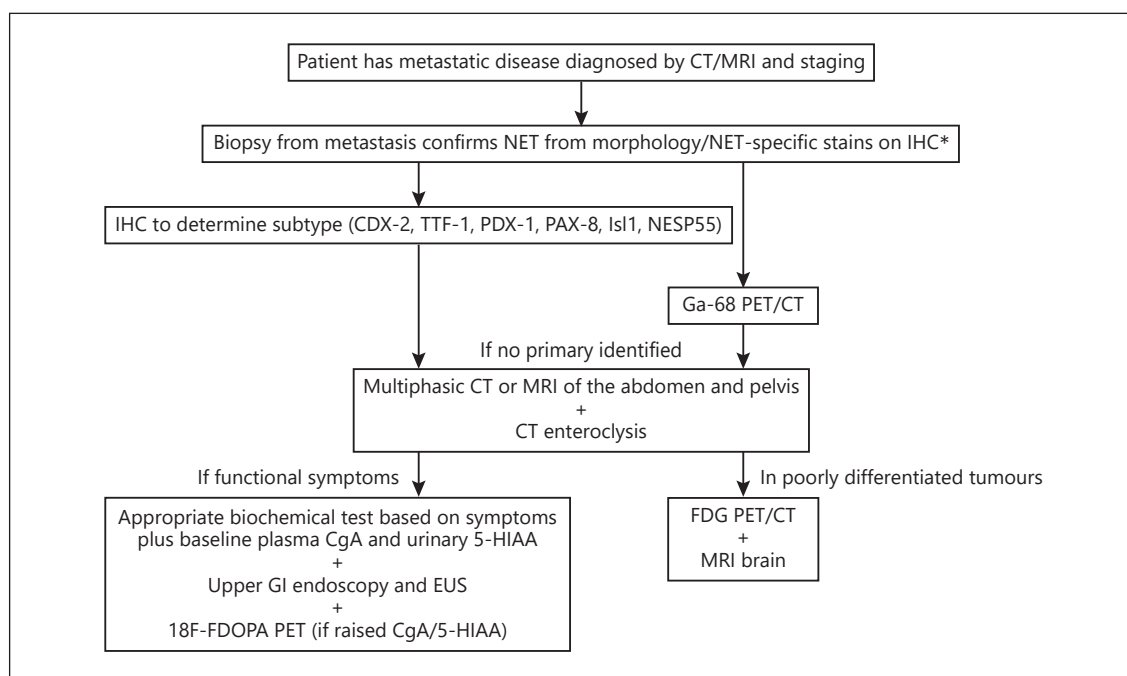 Patient has metastatic disease diagnosed by CT/MRI and staging
Biopsy from metastasis confirms NET from morphology/NET-specific stains on IHC*
IHC to determine subtype (CDX-2, TTF-1, PDX-1, PAX-8, Isl1, NESP55)
Ga-68 PET/CT
If no primary identified
Multiphasic CT or MRI of the abdomen and pelvis
+
CT enteroclysis
If functional symptoms
In poorly differentiated tumours
Appropriate biochemical test based on symptoms
plus baseline plasma CgA and urinary 5-HIAA
+
Upper GI endoscopy and EUS
+
18F-FDOPA PET (if raised CgA/5-HIAA)
FDG PET/CT
+
MRI brain